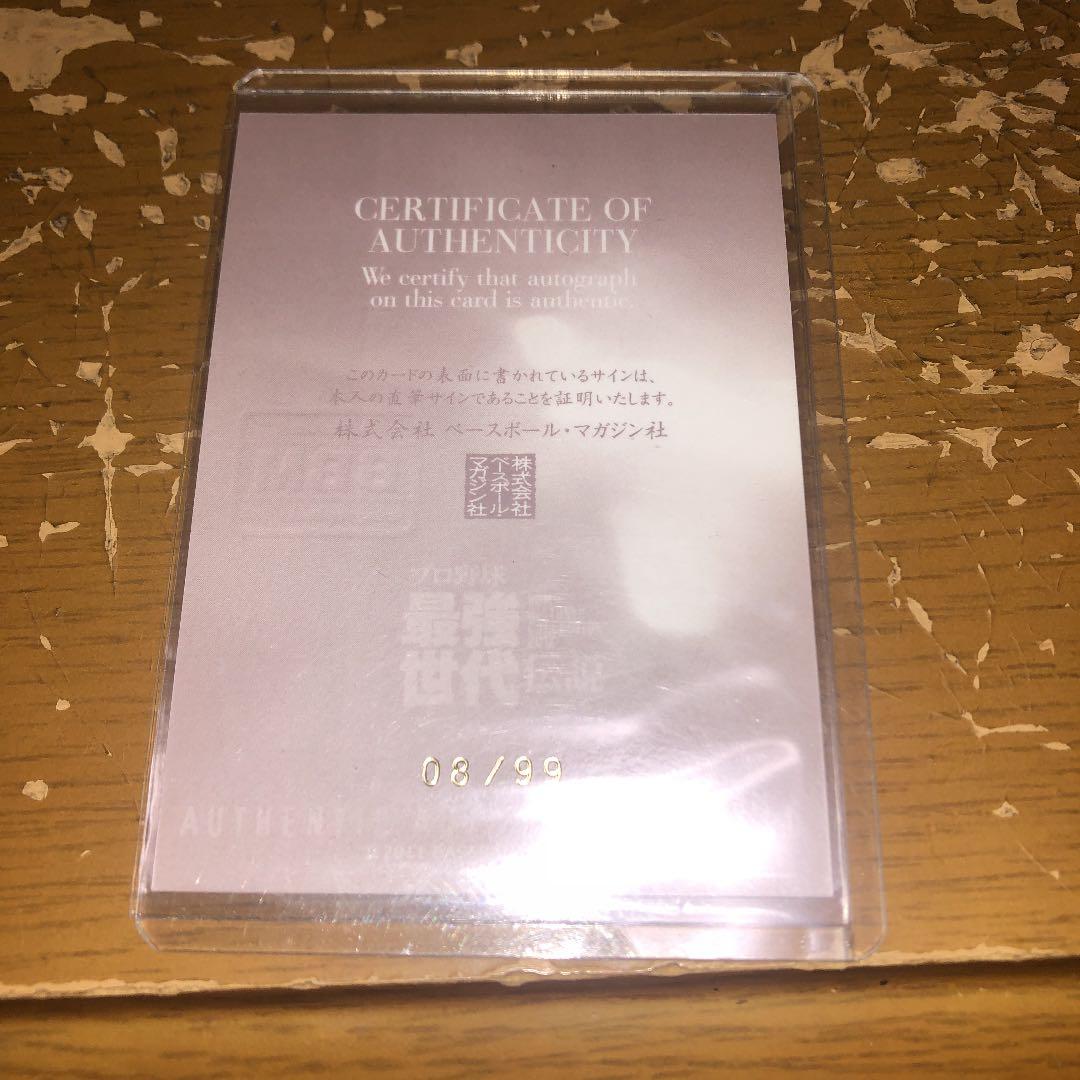 CERTIFICATE OF
AUTHENTICITY
We certify that autograph
on this card is authentic.
このカードの表面に書かれているサインは、
本人の直筆サインであることを証明いたします。
株式会社 ベースボール・マガジン社
株式会社
ベースボール・
マガジン社
プロ野球
最強
世代
08/99
AUTHENTIC